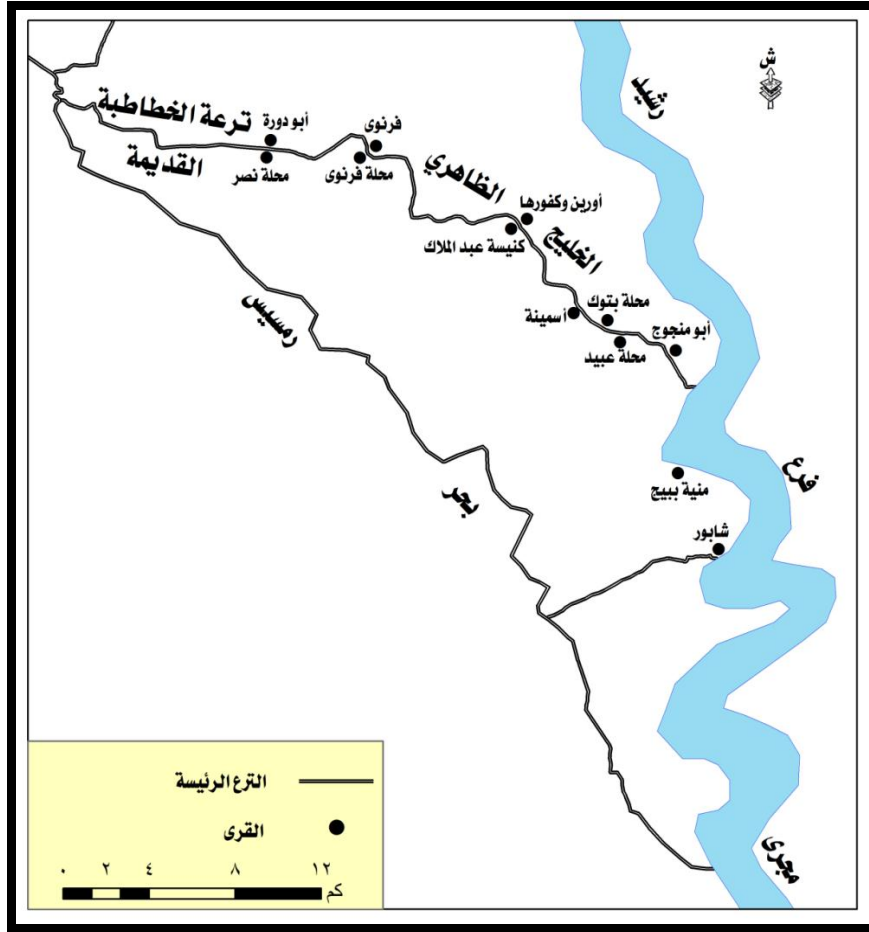 ش
رشيد
ترعة الخطاطبة
أبو دورة
فرنوى
القديمة
محلة نصر
محلة فرنوى
الظاهري
أورين وكفورها
كنيسة عبد الملاك
الخليج
محلة بتوك
أسمينة
أبو منجوج
محلة عبيد
رمسيس
فرع
منية ببيج
بحر
شابور
الترع الرئيسة
القرى
٠ ٢ ٤ ٨ ١٢
كم
مجرى